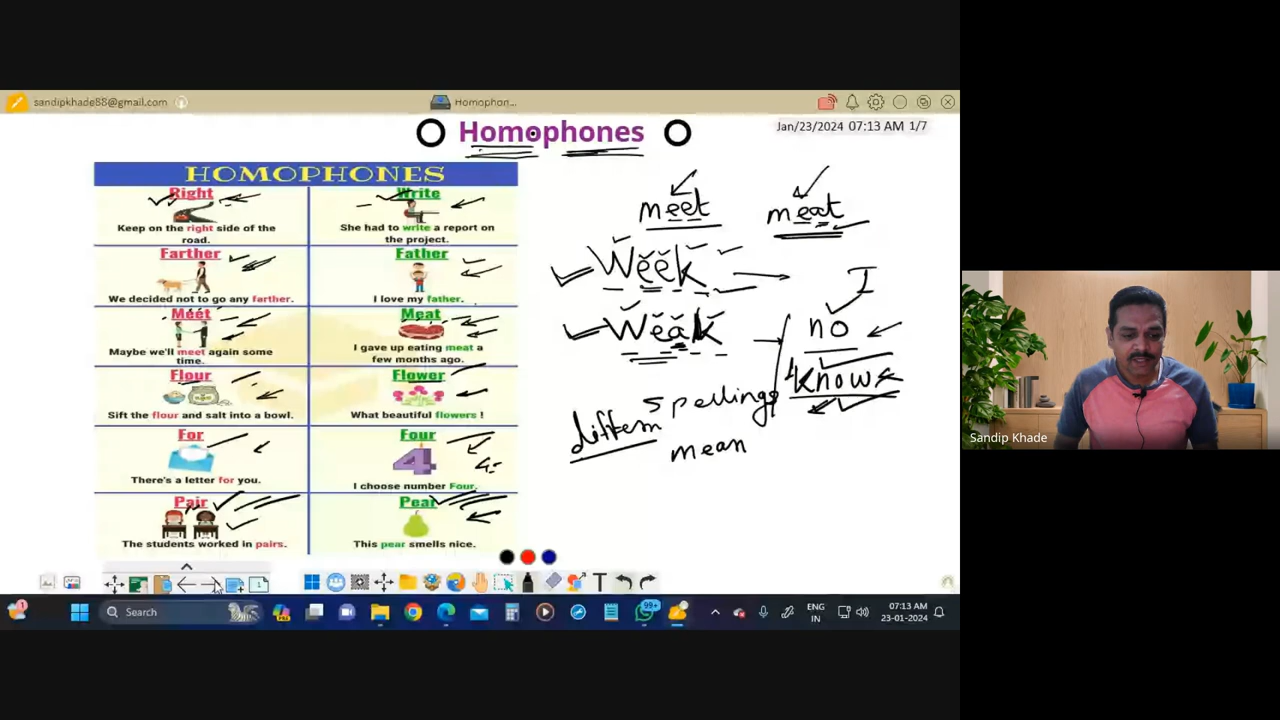 sandipkhade88@gmail.com
Homophon...
Homophones
Jan/23/2024 07:13 AM 1/7
HOMOPHONES
Right
Keep on the right side of the
road.
Write
She had to write a report on
the project.
Farther
We decided not to go any farther.
Father
I love my father.
Meet
Maybe we'll meet again some
time.
Meat
I gave up eating meat a
few months ago.
Flour
Sift the flour and salt into a bowl.
Flower
What beautiful flowers !
For
There's a letter for you.
Four
4
I choose number Four.
Pair
The students worked in pairs.
Pear
This pear smells nice.
meet meat
Week
Weak
I
no
know
spellings
mean
Sandip Khade
1
T
1
Search
99+
ENG
IN
07:13 AM
23-01-2024